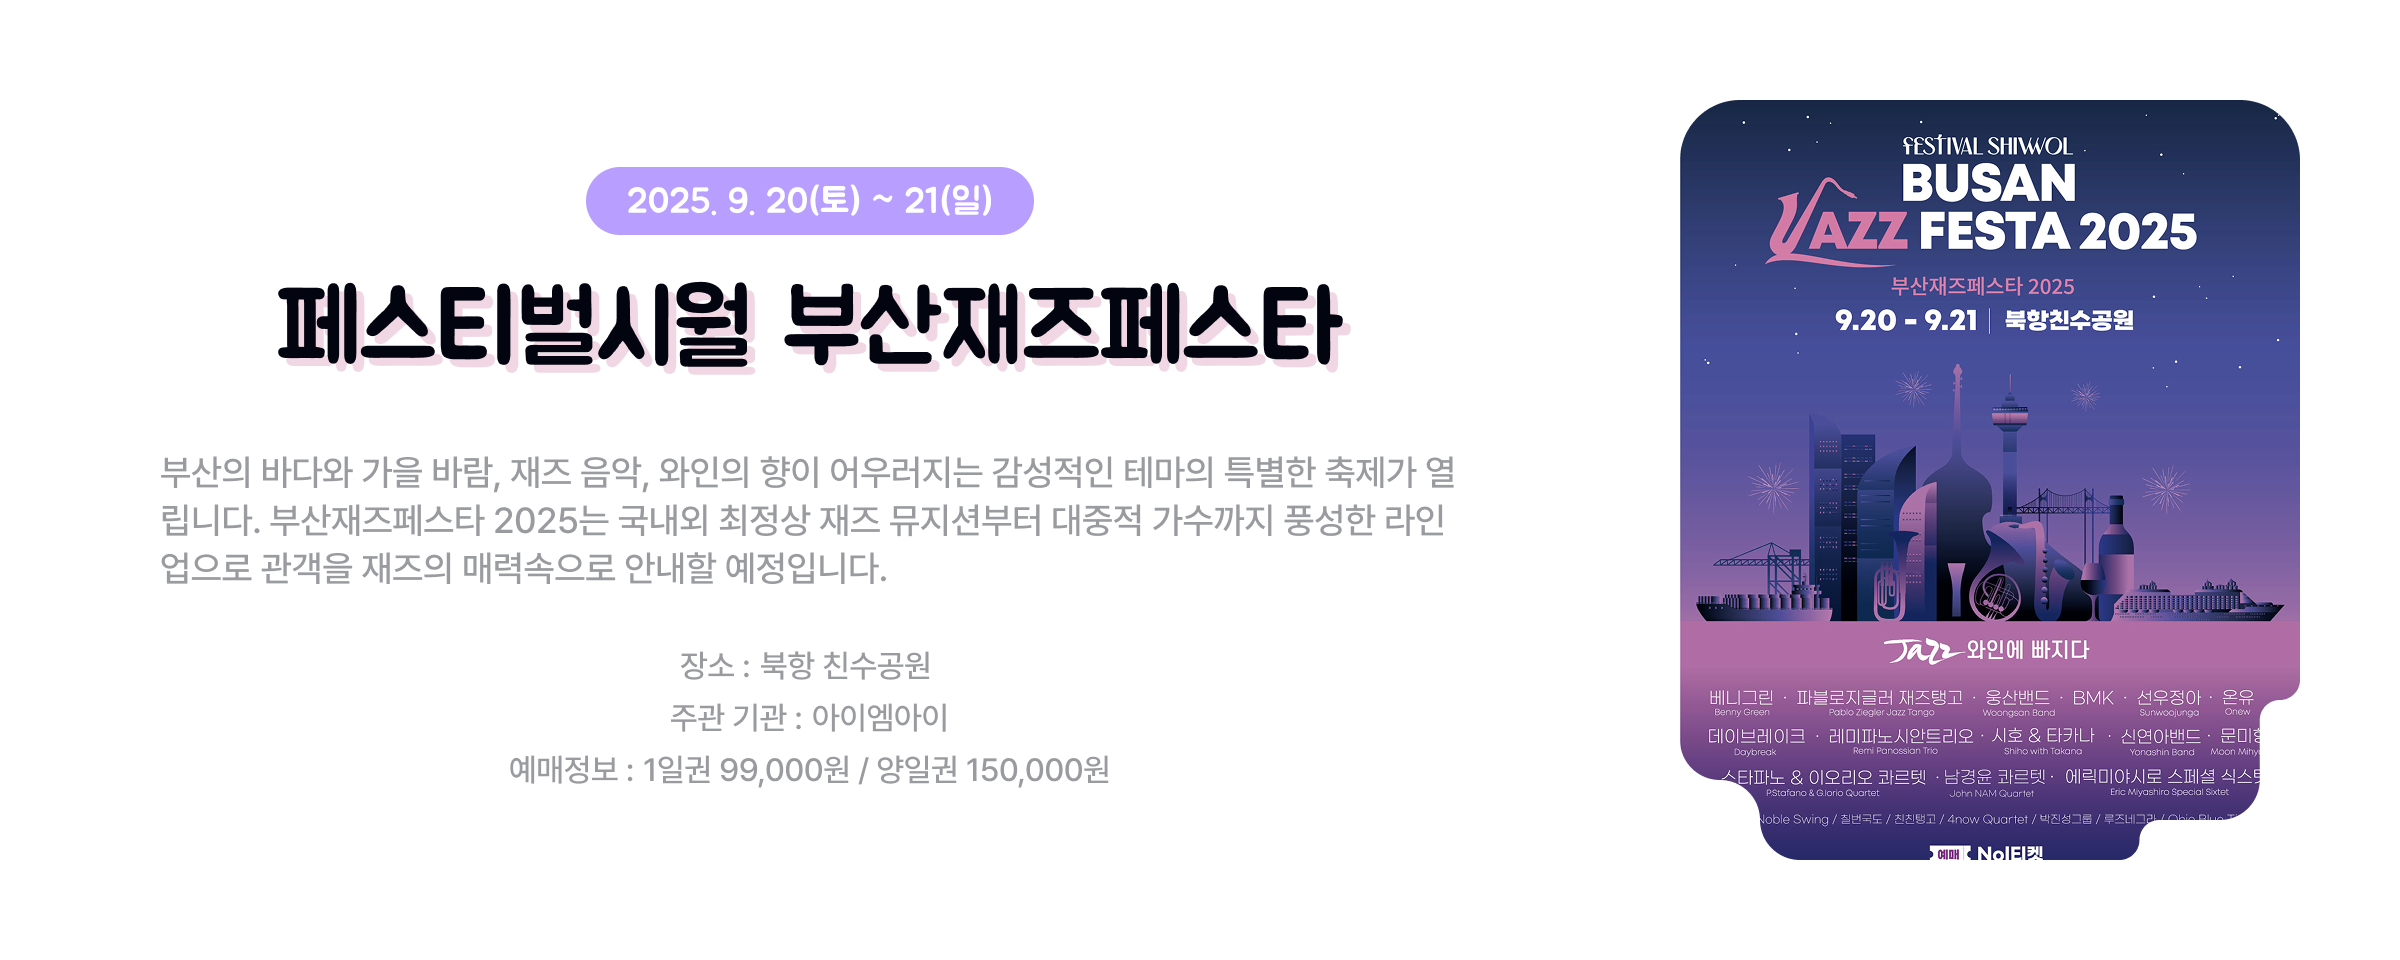 2025. 9. 20(토) ~ 21(일)
페스티벌시월 부산재즈페스타
부산의 바다와 가을 바람, 재즈 음악, 와인의 향이 어우러지는 감성적인 테마의 특별한 축제가 열
립니다. 부산재즈페스타 2025는 국내외 최정상 재즈 뮤지션부터 대중적 가수까지 풍성한 라인
업으로 관객을 재즈의 매력속으로 안내할 예정입니다.
장소 : 북항 친수공원
주관 기관 : 아이엠아이
예매정보 : 1일권 99,000원 / 양일권 150,000원
FESTIVAL SHIWOL
BUSAN
JAZZ FESTA 2025
부산재즈페스타 2025
9.20 - 9.21 | 북항친수공원
Jazz 와인에 빠지다
베니그린 · 파블로지글러 재즈탱고 · 웅산밴드 · BMK · 선우정아 · 온유
Benny Green Pablo Ziegler Jazz Tango Woongsan Band Sunwoojunga Onew
데이브레이크 · 레미파노시안트리오 · 시호 & 타카나 · 신연아밴드 · 문미향
Daybreak Remi Panossian Trio Shiho with Takana Yonashin Band Moon Mihy
스타파노 & 이오리오 콰르텟 · 남경윤 콰르텟 · 에릭미야시로 스페셜 식스텟
P.Stafano & G.Iorio Quartet John NAM Quartet Eric Miyashiro Special Sixtet
Noble Swing / 칠번국도 / 친친탱고 / 4now Quartet / 박진성그룹 / 루즈네그라 / Ohio Blue
예매 Nol티켓